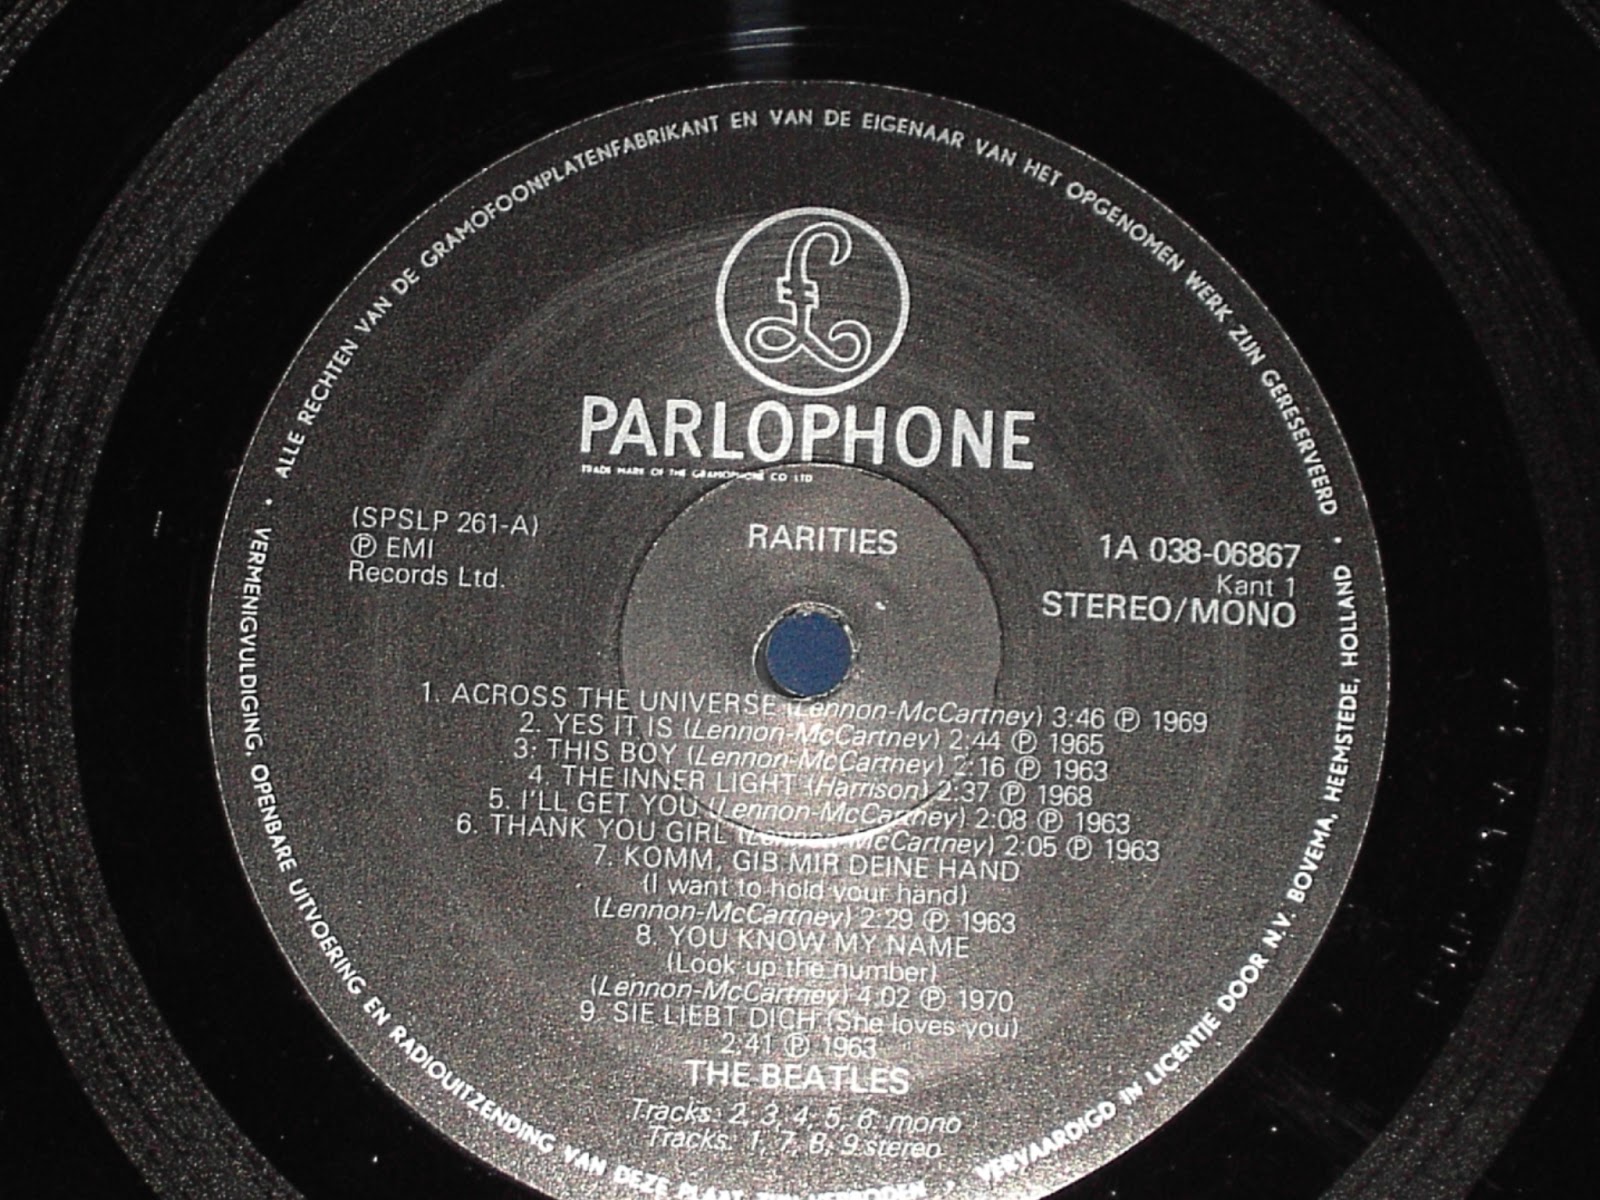 ALLE RECHTEN VAN DE GRAMOFOONPLATENFABRIKANT EN VAN DE EIGENAAR VAN HET OPGENOMEN WERK ZIJN GERESERVEERD •
PARLOPHONE
TRADE MARK OF THE GRAMOPHONE CO LTD
(SPSLP 261-A)
℗ EMI
Records Ltd.
RARITIES
1A 038-06867
Kant 1
STEREO/MONO
1. ACROSS THE UNIVERSE (Lennon-McCartney) 3:46 ℗ 1969
2. YES IT IS (Lennon-McCartney) 2:44 ℗ 1965
3: THIS BOY (Lennon-McCartney) 2:16 ℗ 1963
4. THE INNER LIGHT (Harrison) 2:37 ℗ 1968
5. I'LL GET YOU (Lennon-McCartney) 2:08 ℗ 1963
6. THANK YOU GIRL (Lennon-McCartney) 2:05 ℗ 1963
7. KOMM, GIB MIR DEINE HAND
(I want to hold your hand)
(Lennon-McCartney) 2:29 ℗ 1963
8. YOU KNOW MY NAME
(Look up the number)
(Lennon-McCartney) 4:02 ℗ 1970
9. SIE LIEBT DICH (She loves you)
2.41 ℗ 1963
THE BEATLES
Tracks: 2, 3, 4, 5, 6 mono
Tracks: 1, 7, 8, 9 stereo
• VERMENIGVULDIGING, OPENBARE UITVOERING EN RADIOUITZENDING VAN DEZE PLAAT ZIJN VERBODEN • VERVAARDIGD IN LICENTIE DOOR N.V. BOVEMA, HEEMSTEDE, HOLLAND